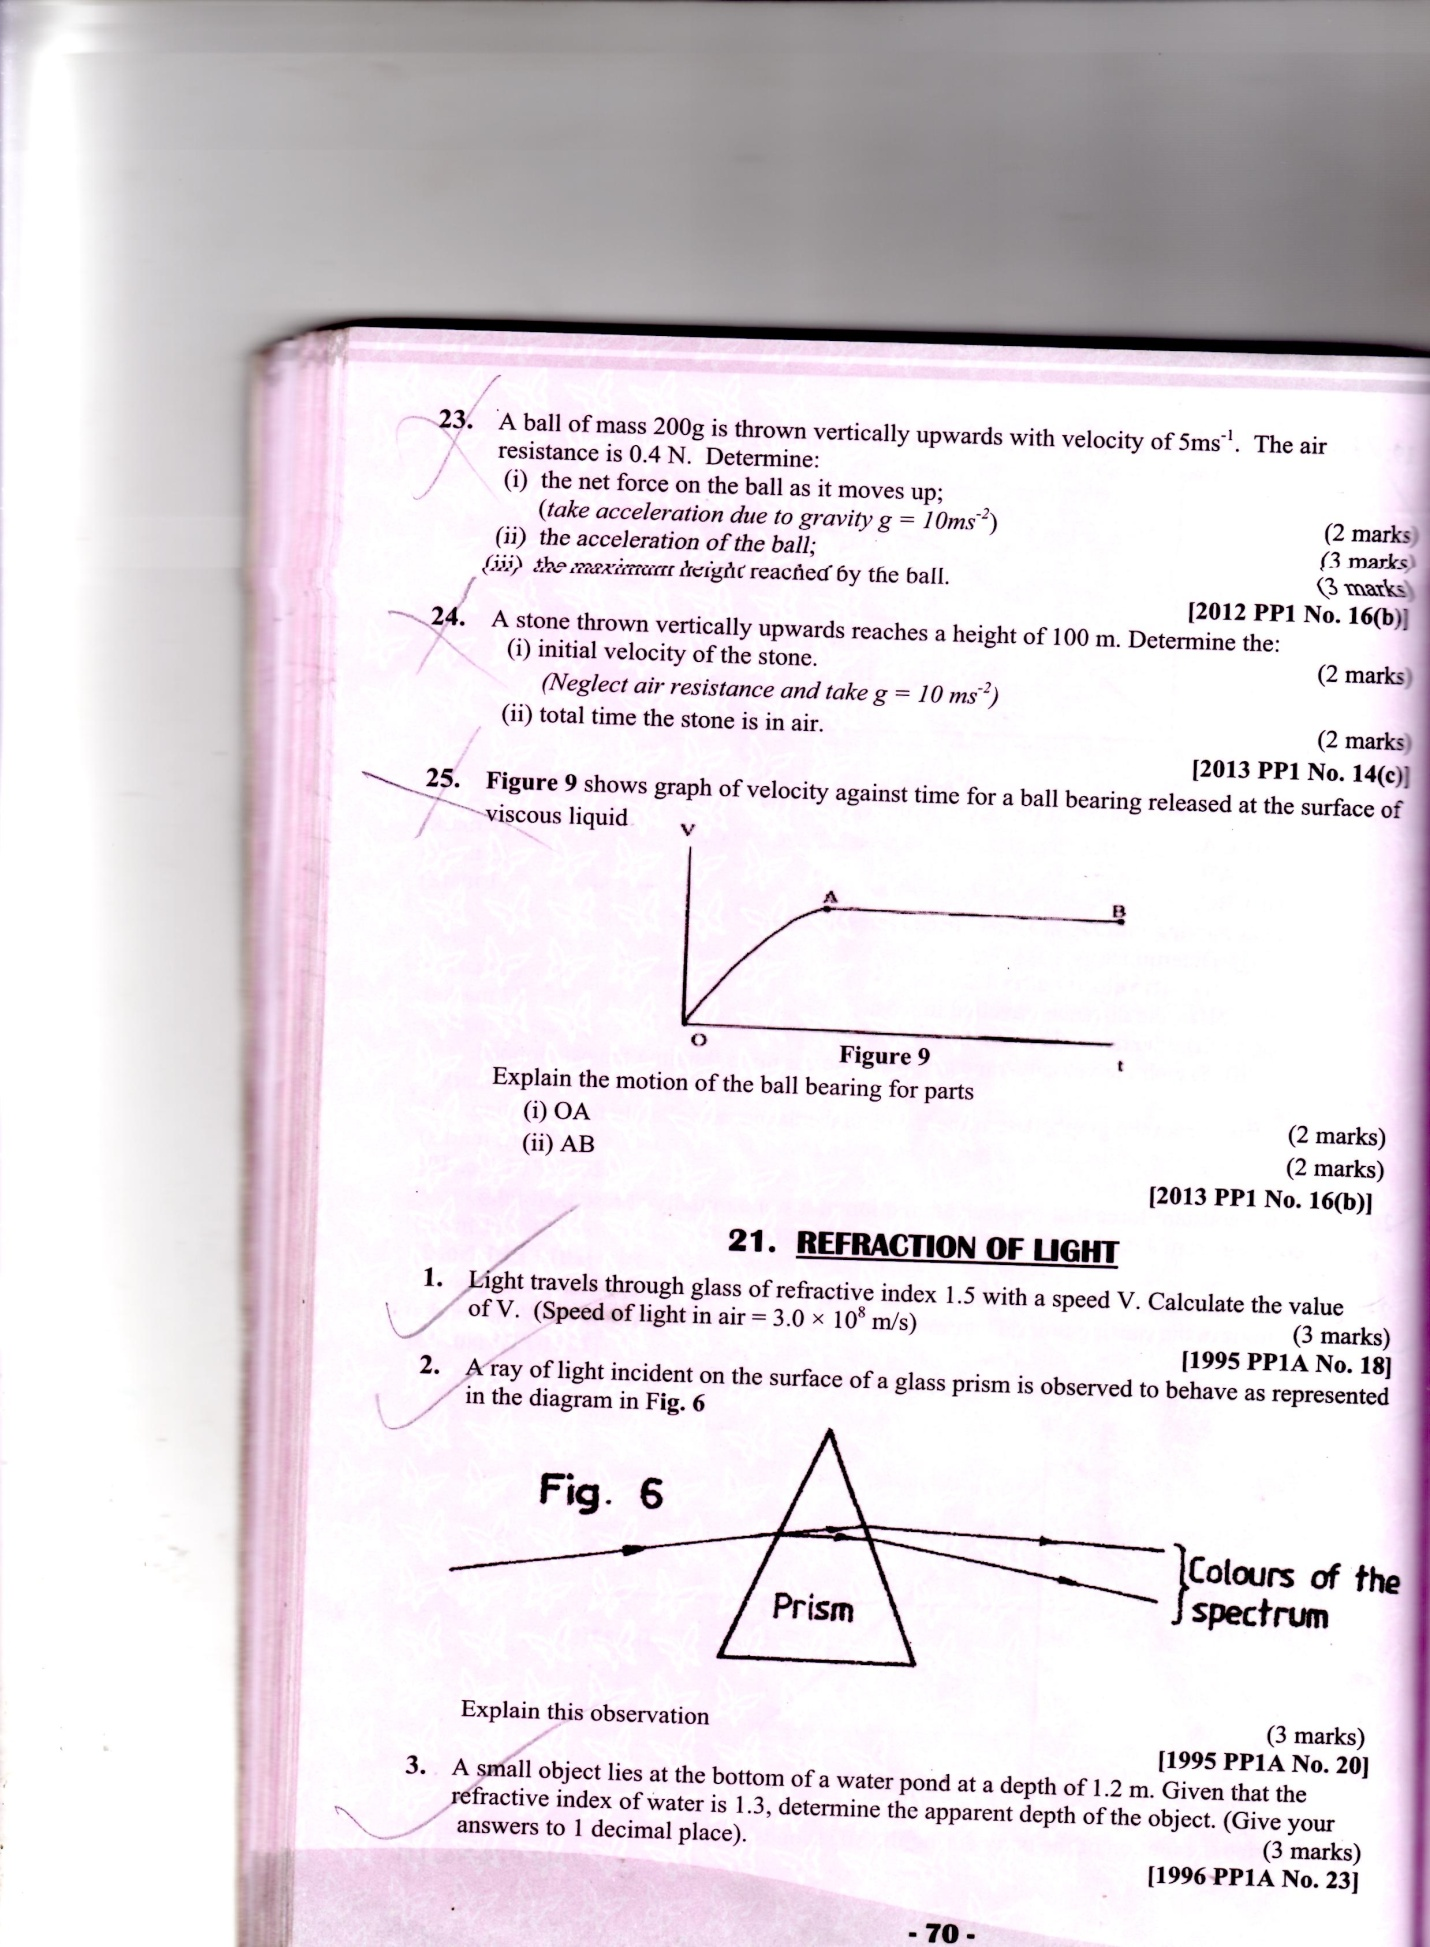 23. A ball of mass 200g is thrown vertically upwards with velocity of 5ms⁻¹. The air
resistance is 0.4 N. Determine:
(i) the net force on the ball as it moves up;
(take acceleration due to gravity g = 10ms⁻²) (2 marks)
(ii) the acceleration of the ball; (3 marks)
(iii) the maximum height reached by the ball. (3 marks)
[2012 PP1 No. 16(b)]
24. A stone thrown vertically upwards reaches a height of 100 m. Determine the:
(i) initial velocity of the stone. (2 marks)
(Neglect air resistance and take g = 10 ms⁻²)
(ii) total time the stone is in air. (2 marks)
[2013 PP1 No. 14(c)]
25. Figure 9 shows graph of velocity against time for a ball bearing released at the surface of
viscous liquid
V
A
B
O
t
Figure 9
Explain the motion of the ball bearing for parts
(i) OA (2 marks)
(ii) AB (2 marks)
[2013 PP1 No. 16(b)]
21. REFRACTION OF LIGHT
1. Light travels through glass of refractive index 1.5 with a speed V. Calculate the value
of V. (Speed of light in air = 3.0 × 10⁸ m/s) (3 marks)
[1995 PP1A No. 18]
2. A ray of light incident on the surface of a glass prism is observed to behave as represented
in the diagram in Fig. 6
Fig. 6
Prism
Colours of the
spectrum
Explain this observation (3 marks)
[1995 PP1A No. 20]
3. A small object lies at the bottom of a water pond at a depth of 1.2 m. Given that the
refractive index of water is 1.3, determine the apparent depth of the object. (Give your
answers to 1 decimal place). (3 marks)
[1996 PP1A No. 23]
- 70 -